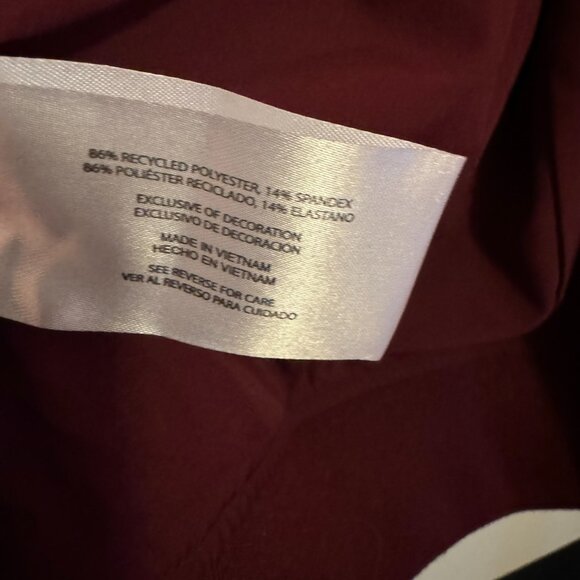 86% RECYCLED POLYESTER, 14% SPANDEX
86% POLIÉSTER RECICLADO, 14% ELASTANO
EXCLUSIVE OF DECORATION
EXCLUSIVO DE DECORACIÓN
MADE IN VIETNAM
HECHO EN VIETNAM
SEE REVERSE FOR CARE
VER AL REVERSO PARA CUIDADO